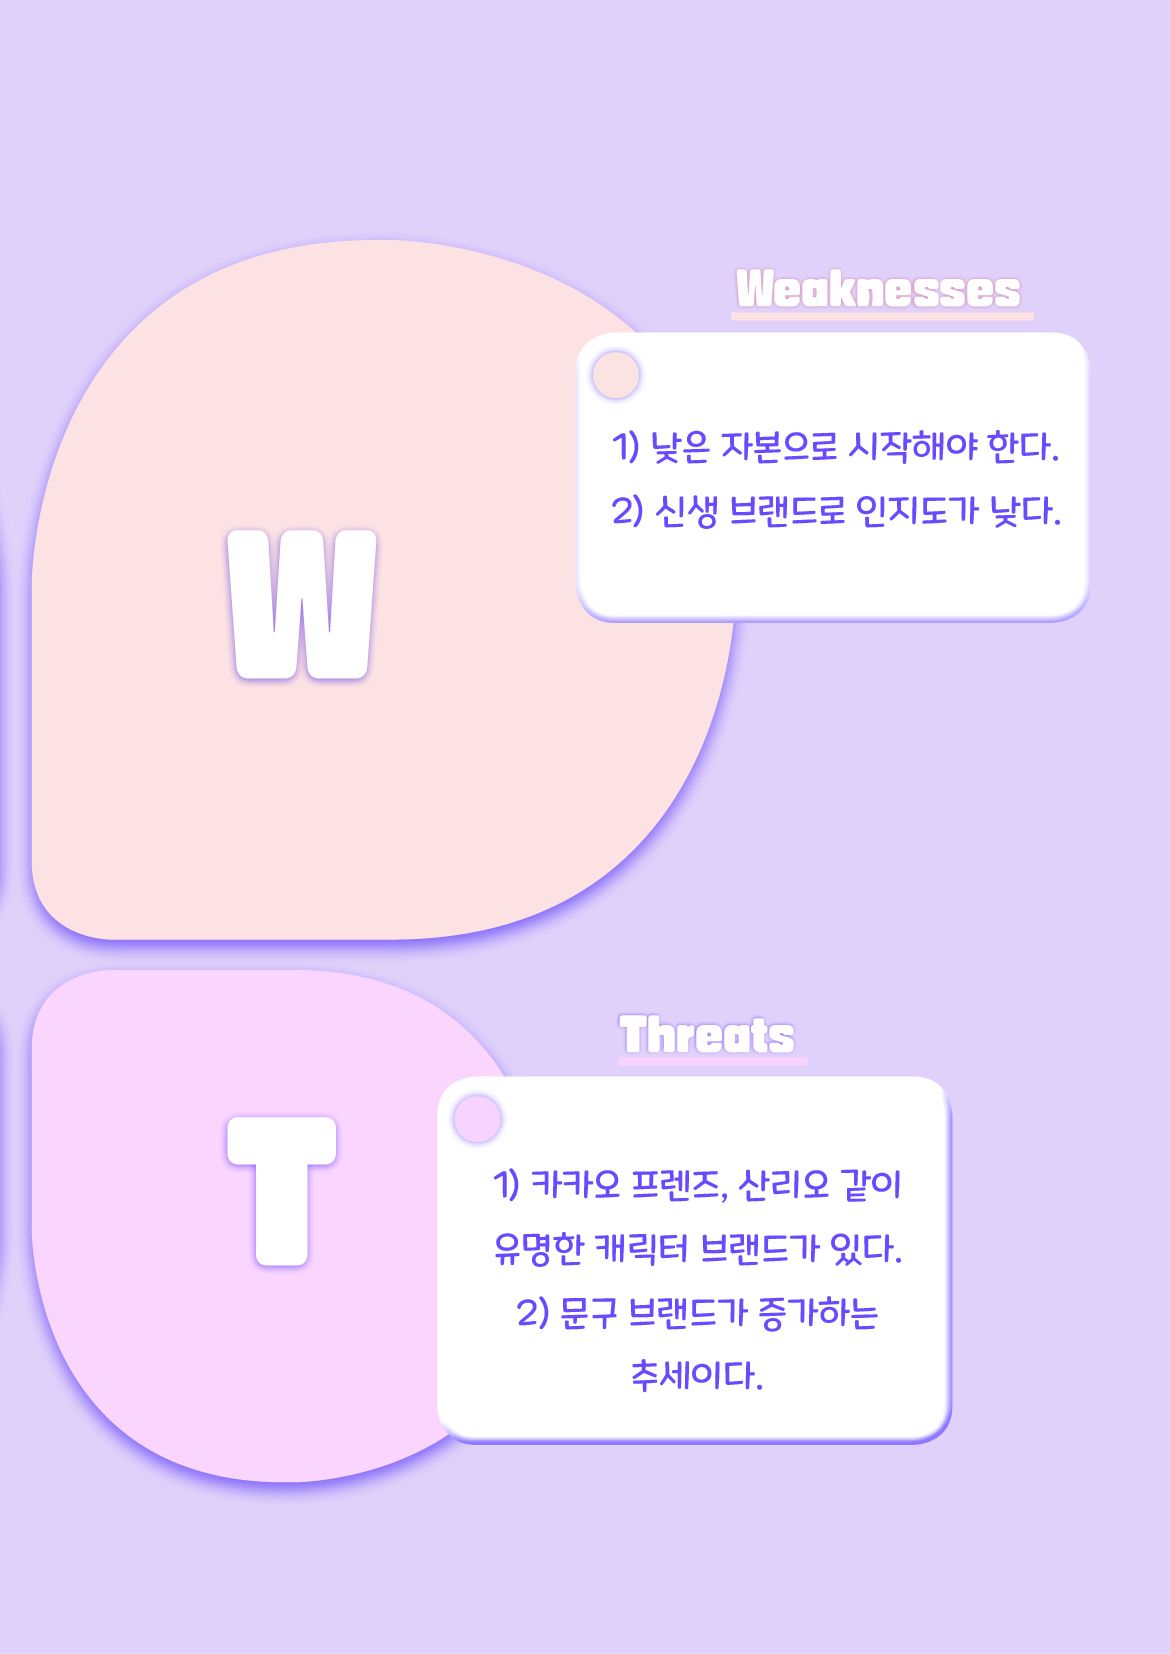 Weaknesses
1) 낮은 자본으로 시작해야 한다.
2) 신생 브랜드로 인지도가 낮다.
W
Threats
T
1) 카카오 프렌즈, 산리오 같이
유명한 캐릭터 브랜드가 있다.
2) 문구 브랜드가 증가하는
추세이다.